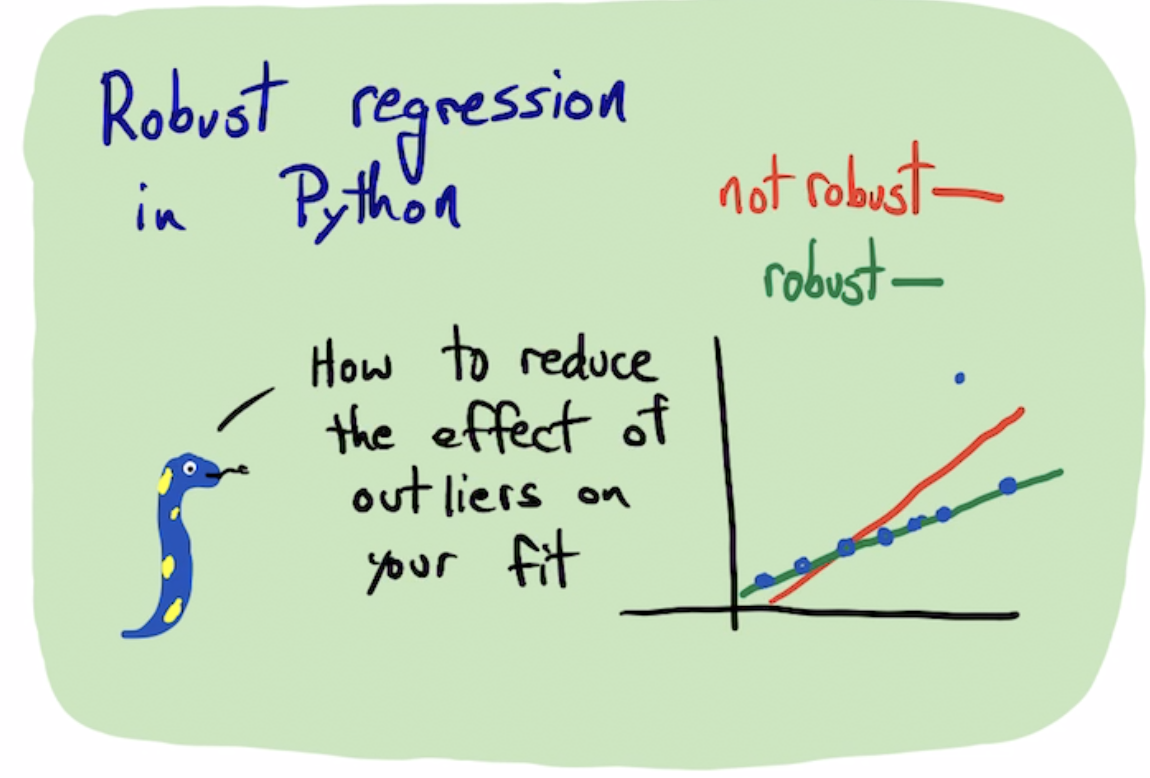 Robust regression
in Python
not robust
robust
How to reduce
the effect of
outliers on
your fit